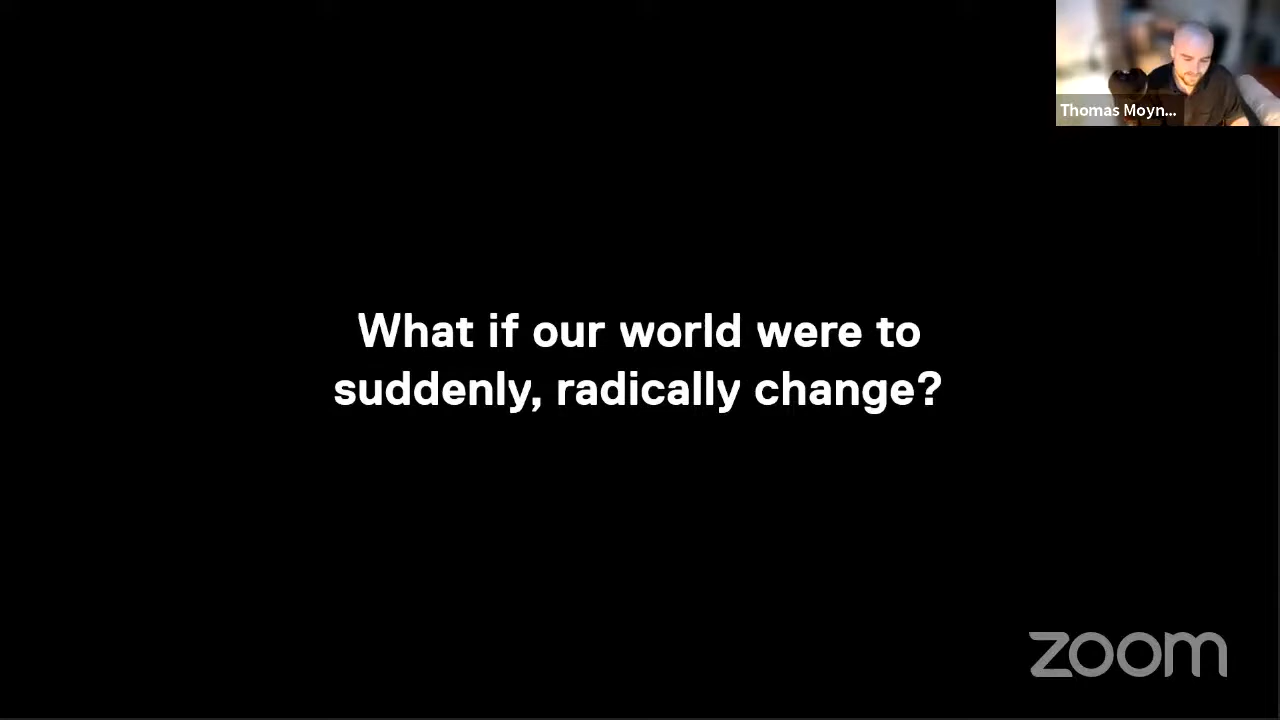 Thomas Moyn...
What if our world were to
suddenly, radically change?
zoom